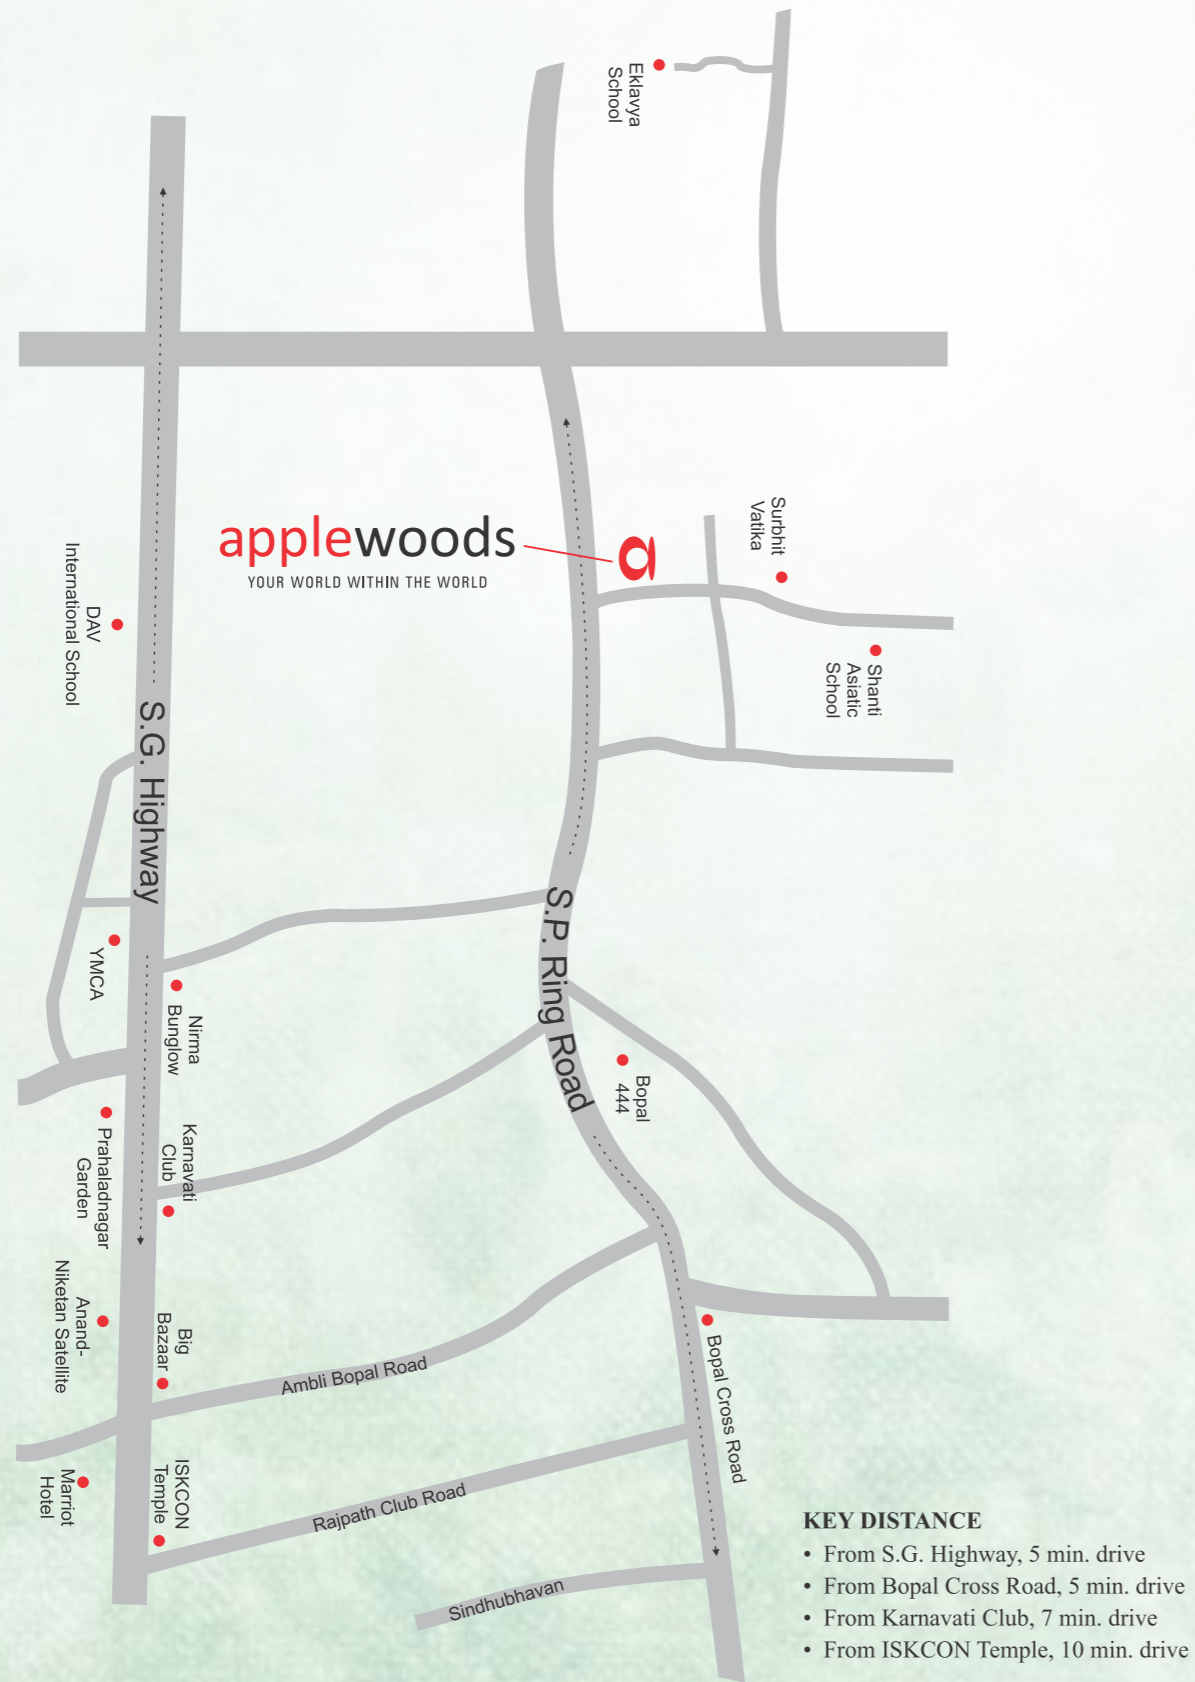 Eklavya
School
Surbhit
Vatika
applewoods
YOUR WORLD WITHIN THE WORLD
a
DAV
International School
Shanti
Asiatic
School
S.G. Highway
S.P. Ring Road
YMCA
Nirma
Bunglow
Bopal
444
Karnavati
Club
Prahaladnagar
Garden
Anand-
Niketan Satellite
Big
Bazaar
Ambli Bopal Road
Bopal Cross Road
Marriot
Hotel
ISKCON
Temple
Rajpath Club Road
Sindhubhavan
KEY DISTANCE
• From S.G. Highway, 5 min. drive
• From Bopal Cross Road, 5 min. drive
• From Karnavati Club, 7 min. drive
• From ISKCON Temple, 10 min. drive